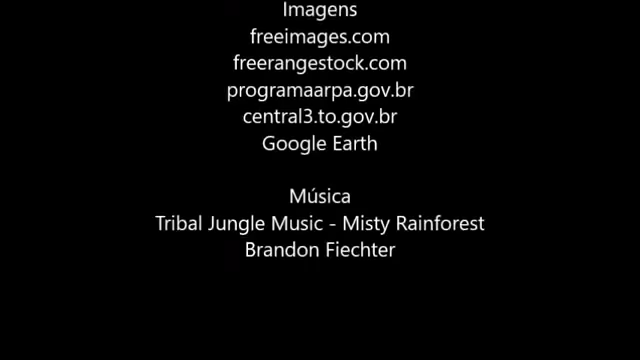 Imagens
freeimages.com
freerangestock.com
programaarpa.gov.br
central3.to.gov.br
Google Earth
Música
Tribal Jungle Music - Misty Rainforest
Brandon Fiechter